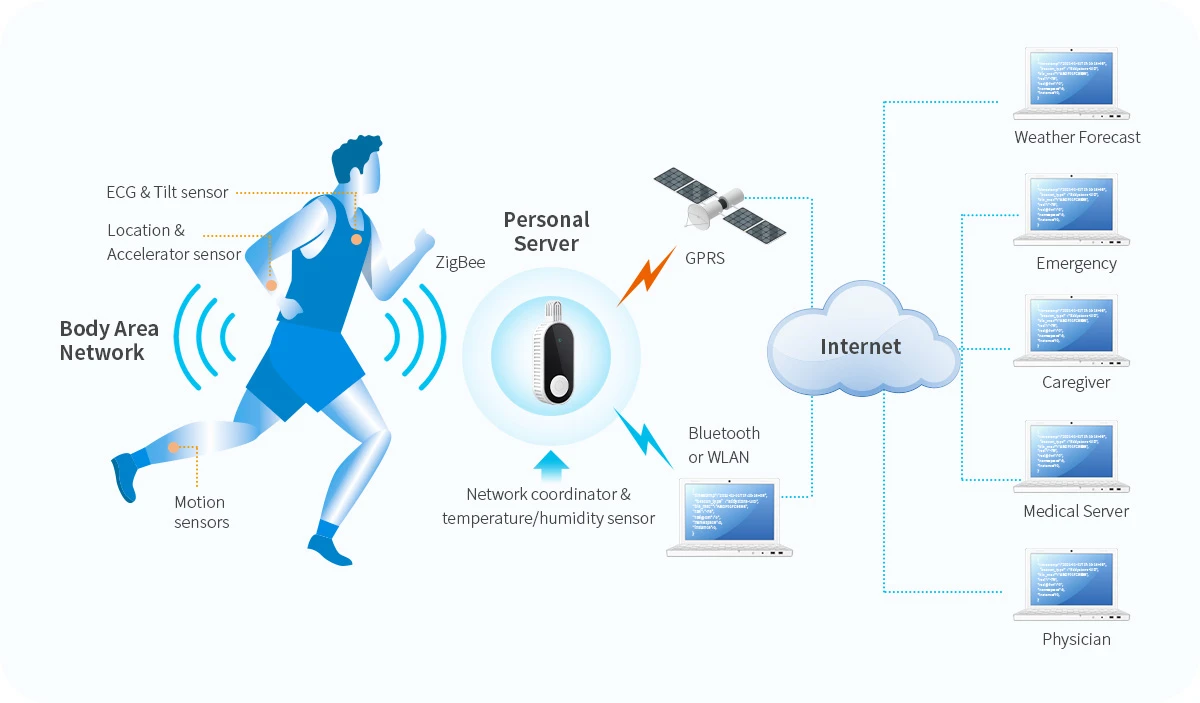 ECG & Tilt sensor
Location &
Accelerator sensor
Body Area
Network
Motion
sensors
ZigBee
Personal
Server
Network coordinator &
temperature/humidity sensor
GPRS
Bluetooth
or WLAN
Internet
Weather Forecast
Emergency
Caregiver
Medical Server
Physician